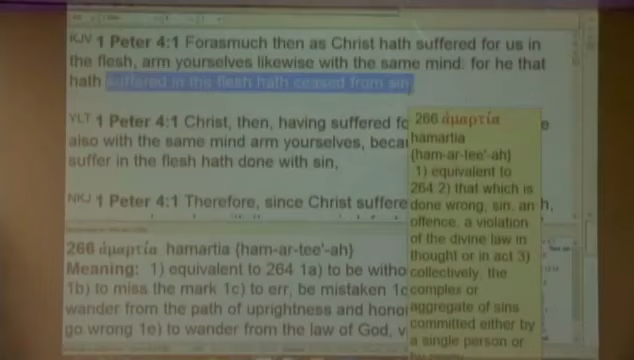 KJV 1 Peter 4:1 Forasmuch then as Christ hath suffered for us in
the flesh, arm yourselves likewise with the same mind: for he that
hath suffered in the flesh hath ceased from sin;
YLT 1 Peter 4:1 Christ, then, having suffered fo
also with the same mind arm yourselves, beca
suffer in the flesh hath done with sin,
NKJ 1 Peter 4:1 Therefore, since Christ suffere
266 ἁμαρτία
hamartia
{ham-ar-tee'-ah}
1) equivalent to
264 2) that which is
done wrong, sin, an
offence, a violation
of the divine law in
thought or in act 3)
collectively, the
complex or
aggregate of sins
committed either by
a single person or
266 ἁμαρτία hamartia {ham-ar-tee'-ah}
Meaning: 1) equivalent to 264 1a) to be witho
1b) to miss the mark 1c) to err, be mistaken 1c
wander from the path of uprightness and hono
go wrong 1e) to wander from the law of God, v